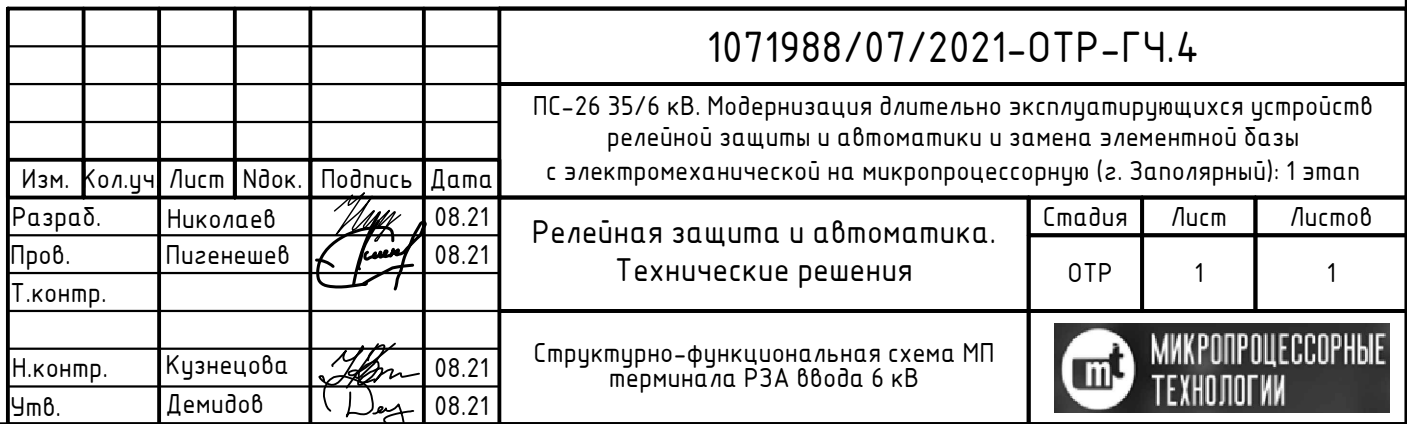 1071988/07/2021-ОТР-ГЧ.4
ПС-26 35/6 кВ. Модернизация длительно эксплуатирующихся устройств
релейной защиты и автоматики и замена элементной базы
с электромеханической на микропроцессорную (г. Заполярный): 1 этап
Изм. Кол.уч Лист Nдок. Подпись Дата
Разраб. Николаев 08.21
Пров. Пигенешев 08.21
Т.контр.
Н.контр. Кузнецова 08.21
Утв. Демидов 08.21
Релейная защита и автоматика.
Технические решения
Стадия Лист Листов
ОТР 1 1
Структурно-функциональная схема МП
терминала РЗА ввода 6 кВ
mt
МИКРОПРОЦЕССОРНЫЕ
ТЕХНОЛОГИИ